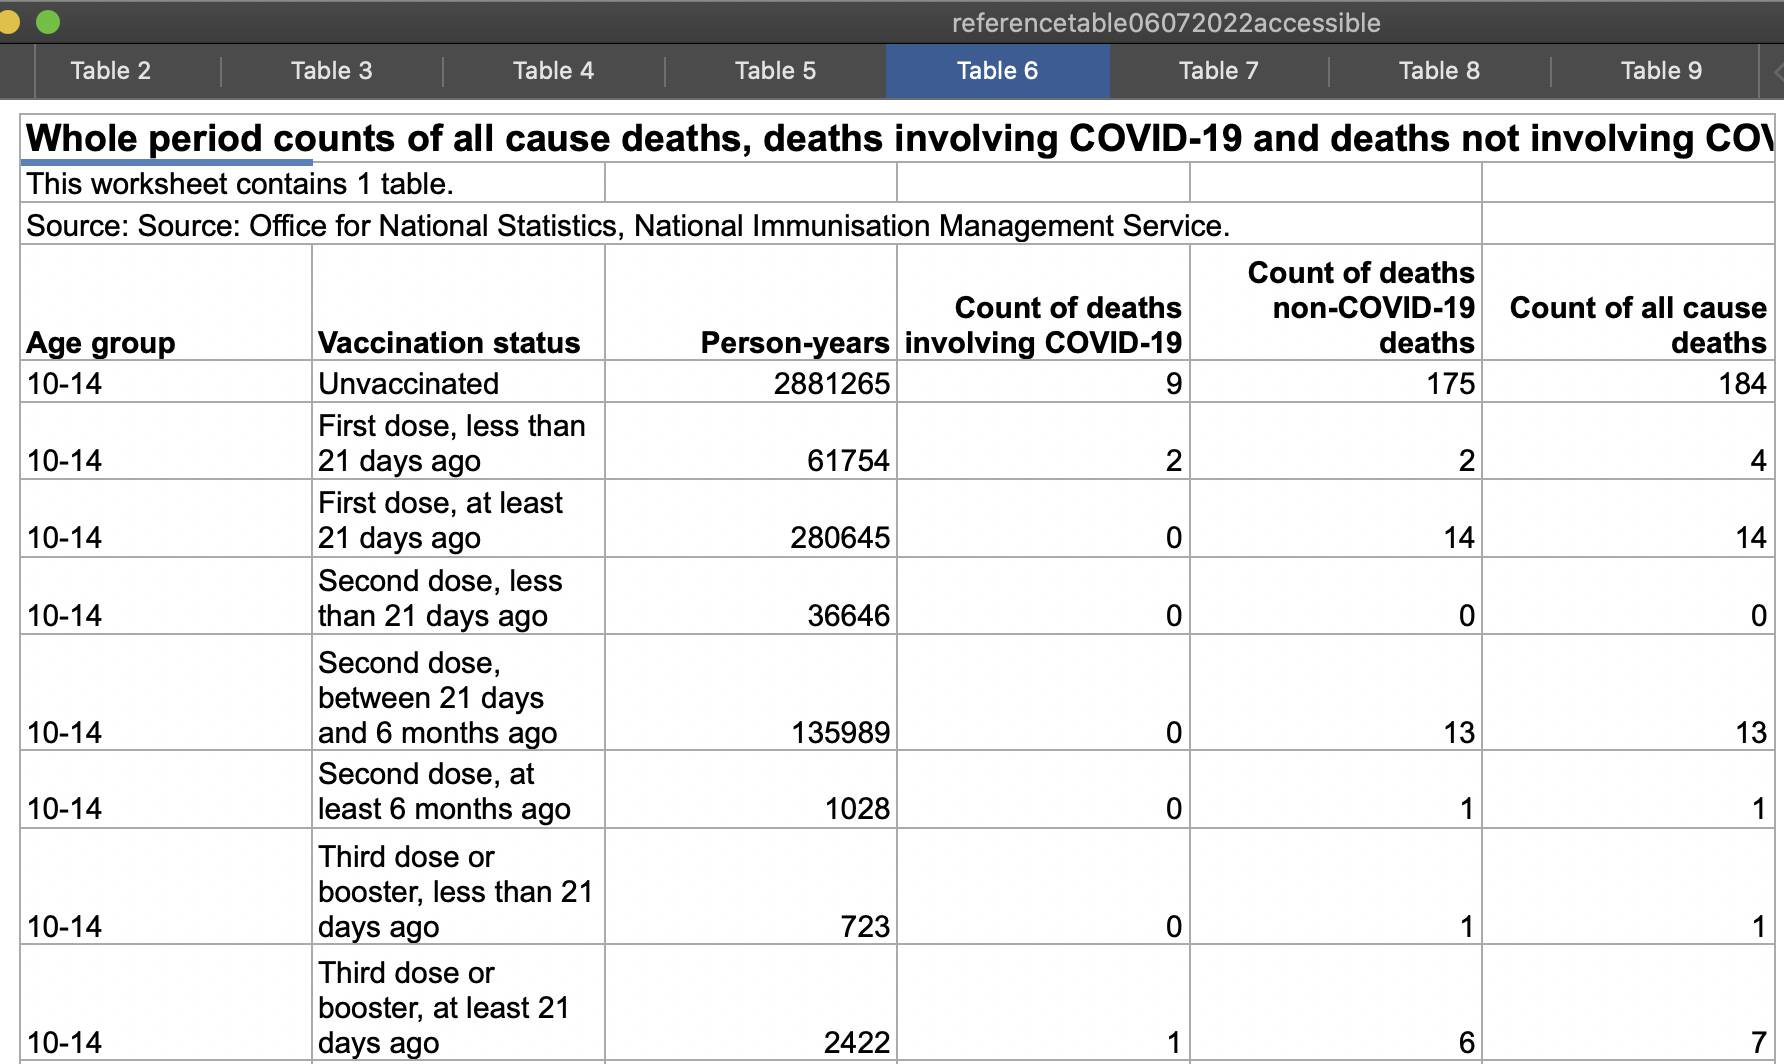 referencetable06072022accessible
Table 2 Table 3 Table 4 Table 5 Table 6 Table 7 Table 8 Table 9
Whole period counts of all cause deaths, deaths involving COVID-19 and deaths not involving COV
This worksheet contains 1 table.
Source: Source: Office for National Statistics, National Immunisation Management Service.
Age group Vaccination status Person-years Count of deaths involving COVID-19 Count of deaths non-COVID-19 deaths Count of all cause deaths
10-14 Unvaccinated 2881265 9 175 184
10-14 First dose, less than 21 days ago 61754 2 2 4
10-14 First dose, at least 21 days ago 280645 0 14 14
10-14 Second dose, less than 21 days ago 36646 0 0 0
10-14 Second dose, between 21 days and 6 months ago 135989 0 13 13
10-14 Second dose, at least 6 months ago 1028 0 1 1
10-14 Third dose or booster, less than 21 days ago 723 0 1 1
10-14 Third dose or booster, at least 21 days ago 2422 1 6 7